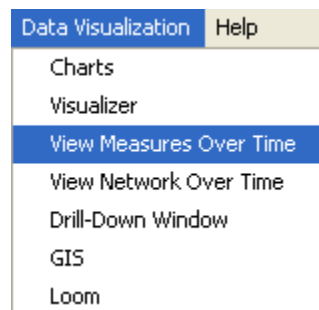 Data Visualization Help
Charts
Visualizer
View Measures Over Time
View Network Over Time
Drill-Down Window
GIS
Loom